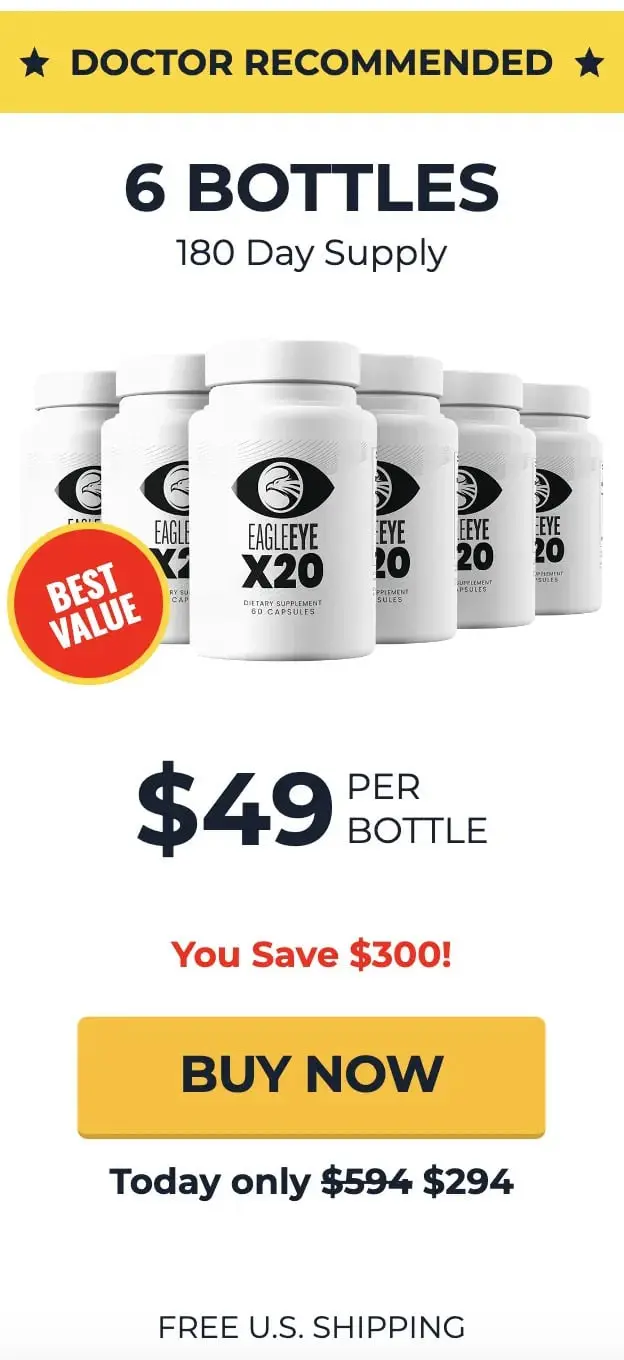 ★ DOCTOR RECOMMENDED ★
6 BOTTLES
180 Day Supply
EAGLEEYE
X20
DIETARY SUPPLEMENT
60 CAPSULES
BEST
VALUE
$49 PER
BOTTLE
You Save $300!
BUY NOW
Today only $594 $294
FREE U.S. SHIPPING